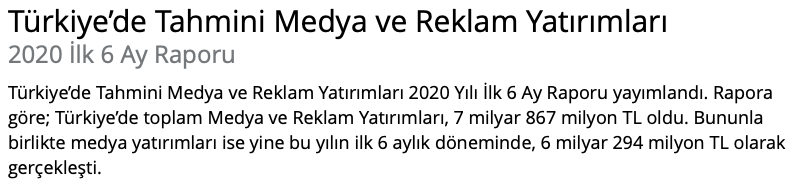 Türkiye’de Tahmini Medya ve Reklam Yatırımları
2020 İlk 6 Ay Raporu
Türkiye’de Tahmini Medya ve Reklam Yatırımları 2020 Yılı İlk 6 Ay Raporu yayımlandı. Rapora
göre; Türkiye’de toplam Medya ve Reklam Yatırımları, 7 milyar 867 milyon TL oldu. Bununla
birlikte medya yatırımları ise yine bu yılın ilk 6 aylık döneminde, 6 milyar 294 milyon TL olarak
gerçekleşti.